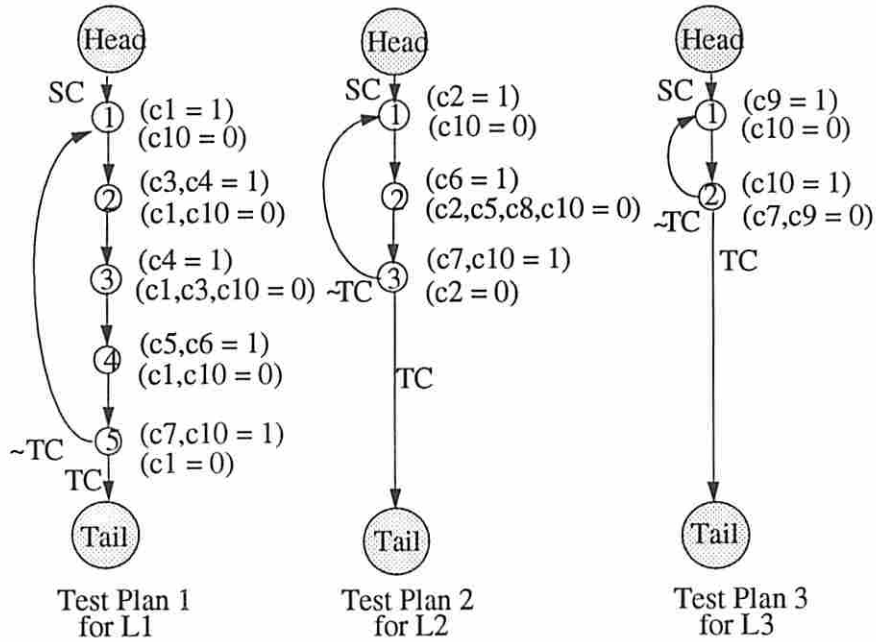 Head
SC
1
(c1 = 1)
(c10 = 0)
2
(c3,c4 = 1)
(c1,c10 = 0)
3
(c4 = 1)
(c1,c3,c10 = 0)
4
(c5,c6 = 1)
(c1,c10 = 0)
5
(c7,c10 = 1)
(c1 = 0)
~TC
TC
Tail
Test Plan 1
for L1
Head
SC
1
(c2 = 1)
(c10 = 0)
2
(c6 = 1)
(c2,c5,c8,c10 = 0)
3
(c7,c10 = 1)
(c2 = 0)
~TC
TC
Tail
Test Plan 2
for L2
Head
SC
1
(c9 = 1)
(c10 = 0)
2
(c10 = 1)
(c7,c9 = 0)
~TC
TC
Tail
Test Plan 3
for L3